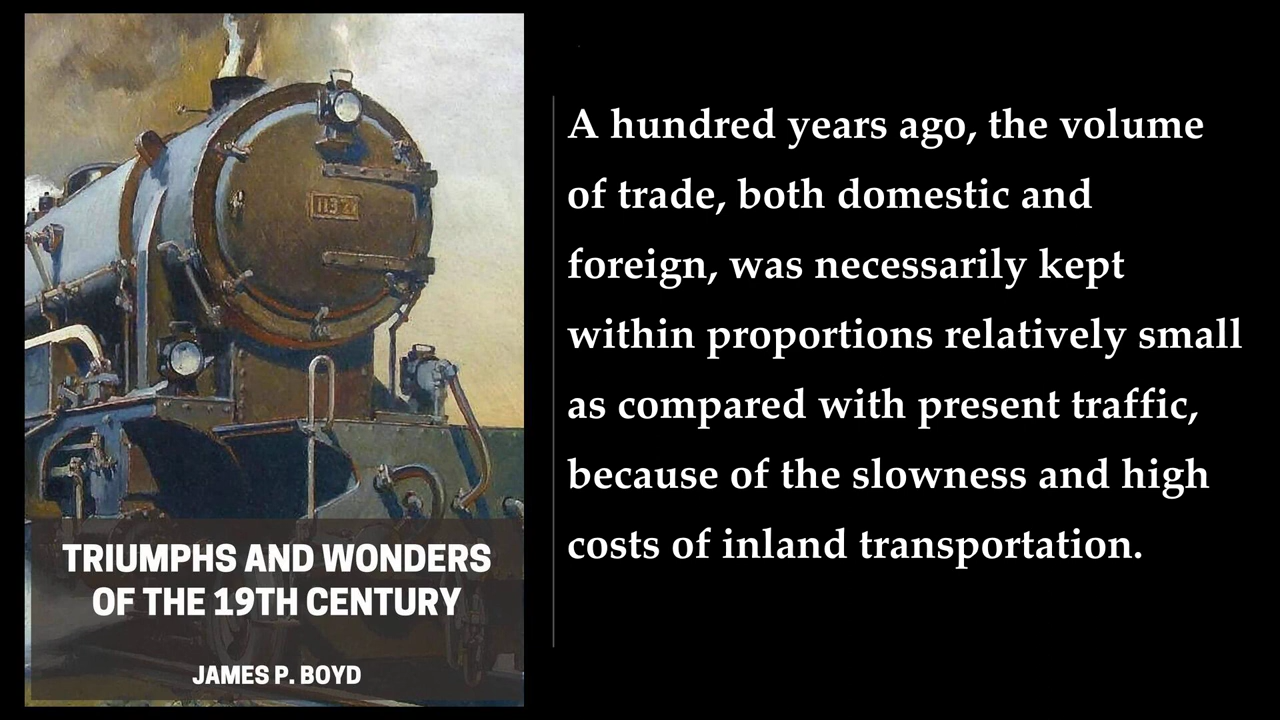 1132
TRIUMPHS AND WONDERS
OF THE 19TH CENTURY
JAMES P. BOYD
A hundred years ago, the volume
of trade, both domestic and
foreign, was necessarily kept
within proportions relatively small
as compared with present traffic,
because of the slowness and high
costs of inland transportation.